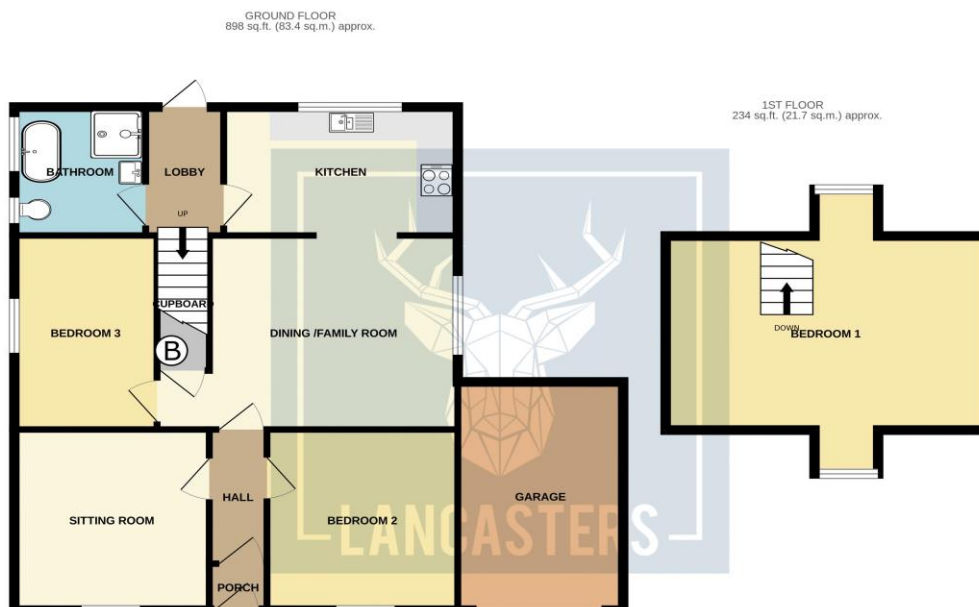 GROUND FLOOR
898 sq.ft. (83.4 sq.m.) approx.
1ST FLOOR
234 sq.ft. (21.7 sq.m.) approx.
BATHROOM
LOBBY
KITCHEN
UP
CUPBOARD
BEDROOM 3
DINING /FAMILY ROOM
B
DOWN
BEDROOM 1
SITTING ROOM
HALL
BEDROOM 2
GARAGE
LANCASTERS
PORCH